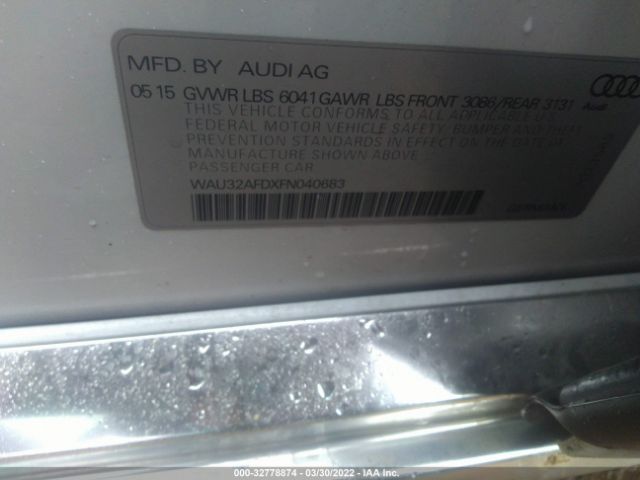 MFD. BY AUDI AG
05 15 GVWR LBS 6041 GAWR LBS FRONT 3086/REAR 3131
Audi
THIS VEHICLE CONFORMS TO ALL APPLICABLE U.S.
FEDERAL MOTOR VEHICLE SAFETY, BUMPER AND THEFT
PREVENTION STANDARDS IN EFFECT ON THE DATE OF
MANUFACTURE SHOWN ABOVE.
PASSENGER CAR
WAU32AFDXFN040683
GERMANY
000-32778874 - 03/30/2022 - IAA Inc.